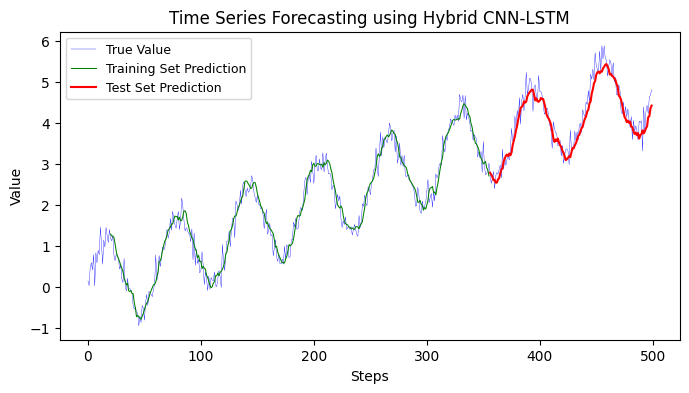 Time Series Forecasting using Hybrid CNN-LSTM
True Value
Training Set Prediction
Test Set Prediction
Value
6
5
4
3
2
1
0
−1
0 100 200 300 400 500
Steps